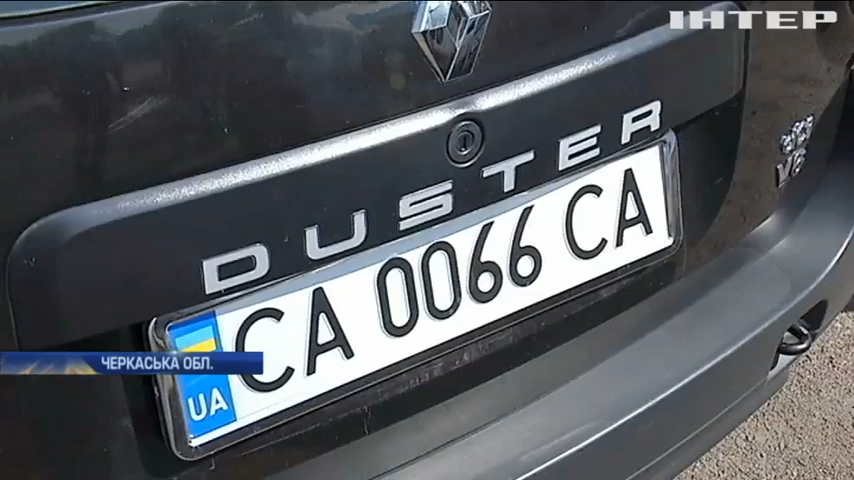 ІНТЕР
DUSTER
V6
CA 0066 CA
UA
ЧЕРКАСЬКА ОБЛ.